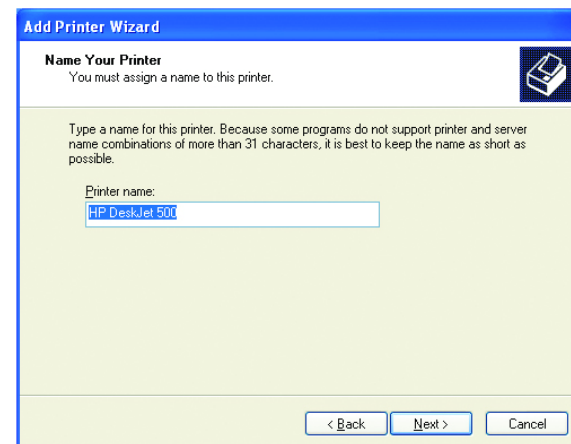 Add Printer Wizard
Name Your Printer
You must assign a name to this printer.
Type a name for this printer. Because some programs do not support printer and server
name combinations of more than 31 characters, it is best to keep the name as short as
possible.
Printer name:
HP DeskJet 500
< Back Next > Cancel